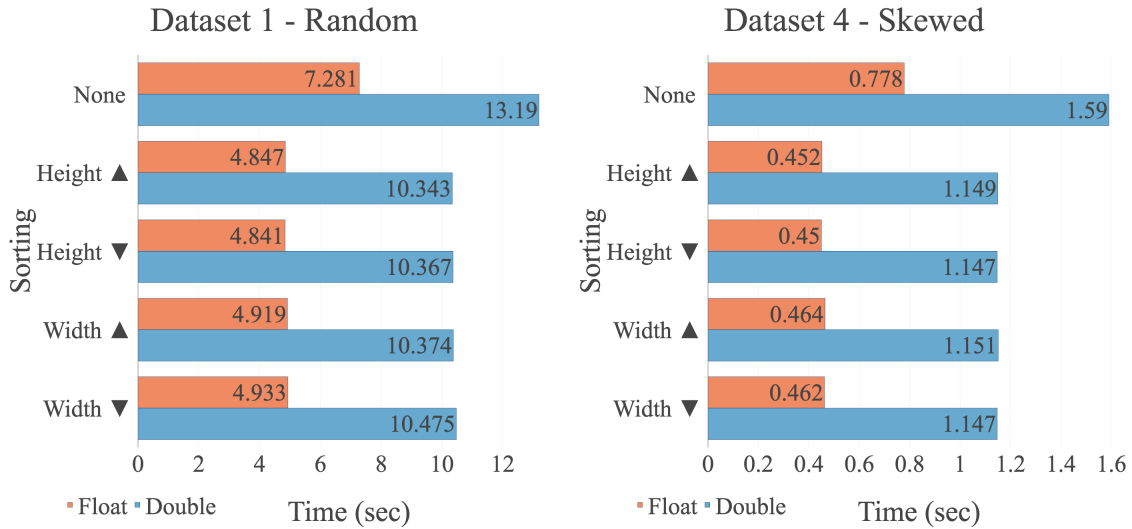 Dataset 1 - Random
Sorting
None
7.281
13.19
Height ▲
4.847
10.343
Height ▼
4.841
10.367
Width ▲
4.919
10.374
Width ▼
4.933
10.475
0 2 4 6 8 10 12
Float Double
Time (sec)
Dataset 4 - Skewed
Sorting
None
0.778
1.59
Height ▲
0.452
1.149
Height ▼
0.45
1.147
Width ▲
0.464
1.151
Width ▼
0.462
1.147
0 0.2 0.4 0.6 0.8 1 1.2 1.4 1.6
Float Double
Time (sec)